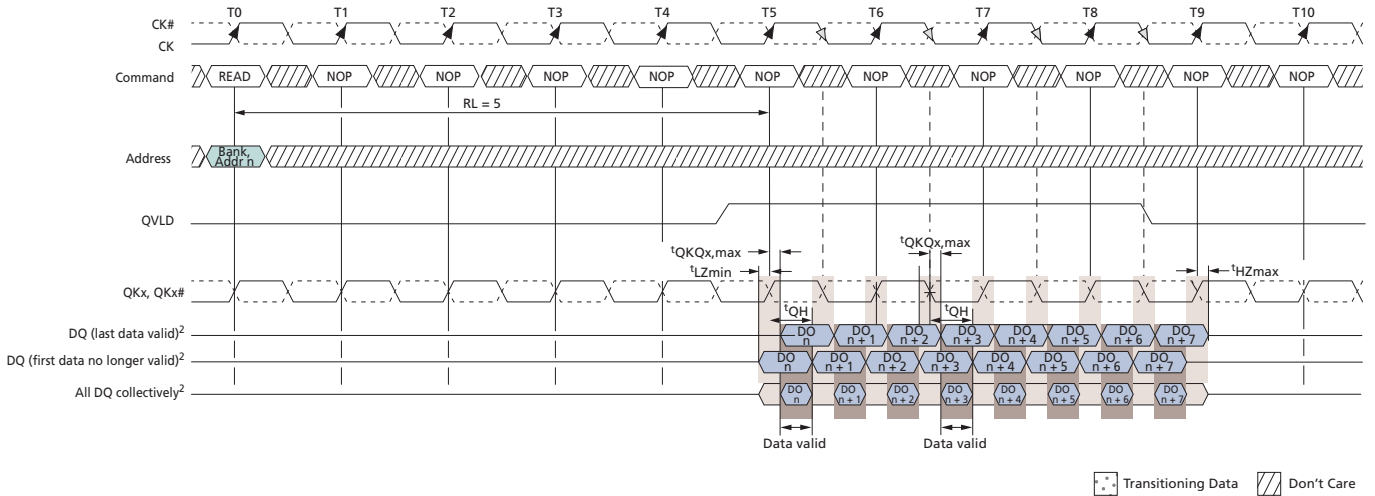 T0 T1 T2 T3 T4 T5 T6 T7 T8 T9 T10
CK#
CK
Command READ NOP NOP NOP NOP NOP NOP NOP NOP NOP NOP
RL = 5
Address Bank, Addr n
QVLD
tQKQx,max tQKQx,max
tLZmin tHZmax
QKx, QKx#
tQH tQH
DQ (last data valid)2 DO n DO n + 1 DO n + 2 DO n + 3 DO n + 4 DO n + 5 DO n + 6 DO n + 7
DQ (first data no longer valid)2 DO n DO n + 1 DO n + 2 DO n + 3 DO n + 4 DO n + 5 DO n + 6 DO n + 7
All DQ collectively2 DO n DO n + 1 DO n + 2 DO n + 3 DO n + 4 DO n + 5 DO n + 6 DO n + 7
Data valid Data valid
Transitioning Data Don't Care